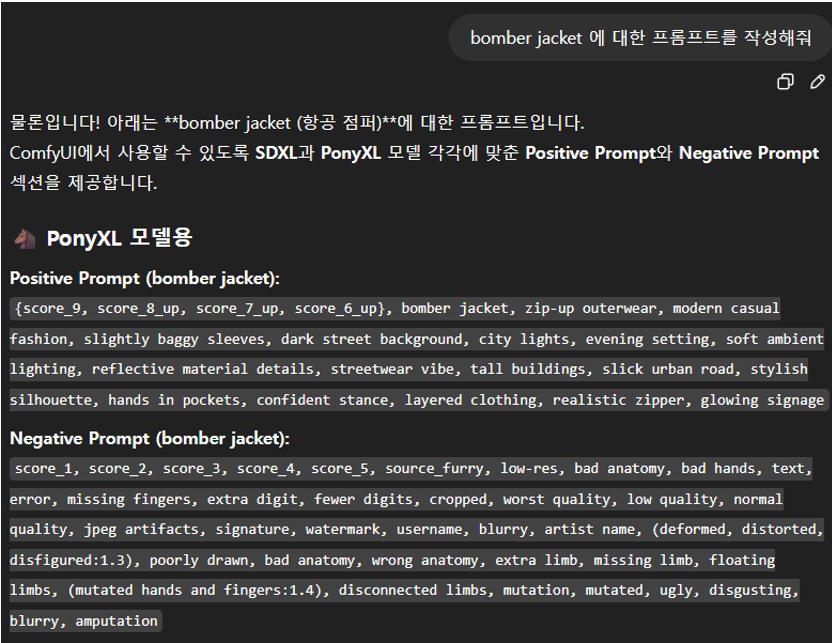 bomber jacket 에 대한 프롬프트를 작성해줘
물론입니다! 아래는 **bomber jacket (항공 점퍼)**에 대한 프롬프트입니다.
ComfyUI에서 사용할 수 있도록 SDXL과 PonyXL 모델 각각에 맞춘 Positive Prompt와 Negative Prompt
섹션을 제공합니다.
🐴 PonyXL 모델용
Positive Prompt (bomber jacket):
{score_9, score_8_up, score_7_up, score_6_up}, bomber jacket, zip-up outerwear, modern casual
fashion, slightly baggy sleeves, dark street background, city lights, evening setting, soft ambient
lighting, reflective material details, streetwear vibe, tall buildings, slick urban road, stylish
silhouette, hands in pockets, confident stance, layered clothing, realistic zipper, glowing signage
Negative Prompt (bomber jacket):
score_1, score_2, score_3, score_4, score_5, source_furry, low-res, bad anatomy, bad hands, text,
error, missing fingers, extra digit, fewer digits, cropped, worst quality, low quality, normal
quality, jpeg artifacts, signature, watermark, username, blurry, artist name, (deformed, distorted,
disfigured:1.3), poorly drawn, bad anatomy, wrong anatomy, extra limb, missing limb, floating
limbs, (mutated hands and fingers:1.4), disconnected limbs, mutation, mutated, ugly, disgusting,
blurry, amputation